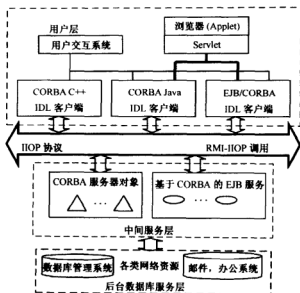 用户层
浏览器 (Applet)
用户交互系统
Servlet
CORBA C++
IDL 客户端
CORBA Java
IDL 客户端
EJB/CORBA
IDL 客户端
IIOP 协议
RMI-IIOP 调用
CORBA 服务器对象
...
基于 CORBA 的 EJB 服务
...
中间服务层
数据库管理系统
各类网络资源
邮件，办公系统
后台数据库服务层